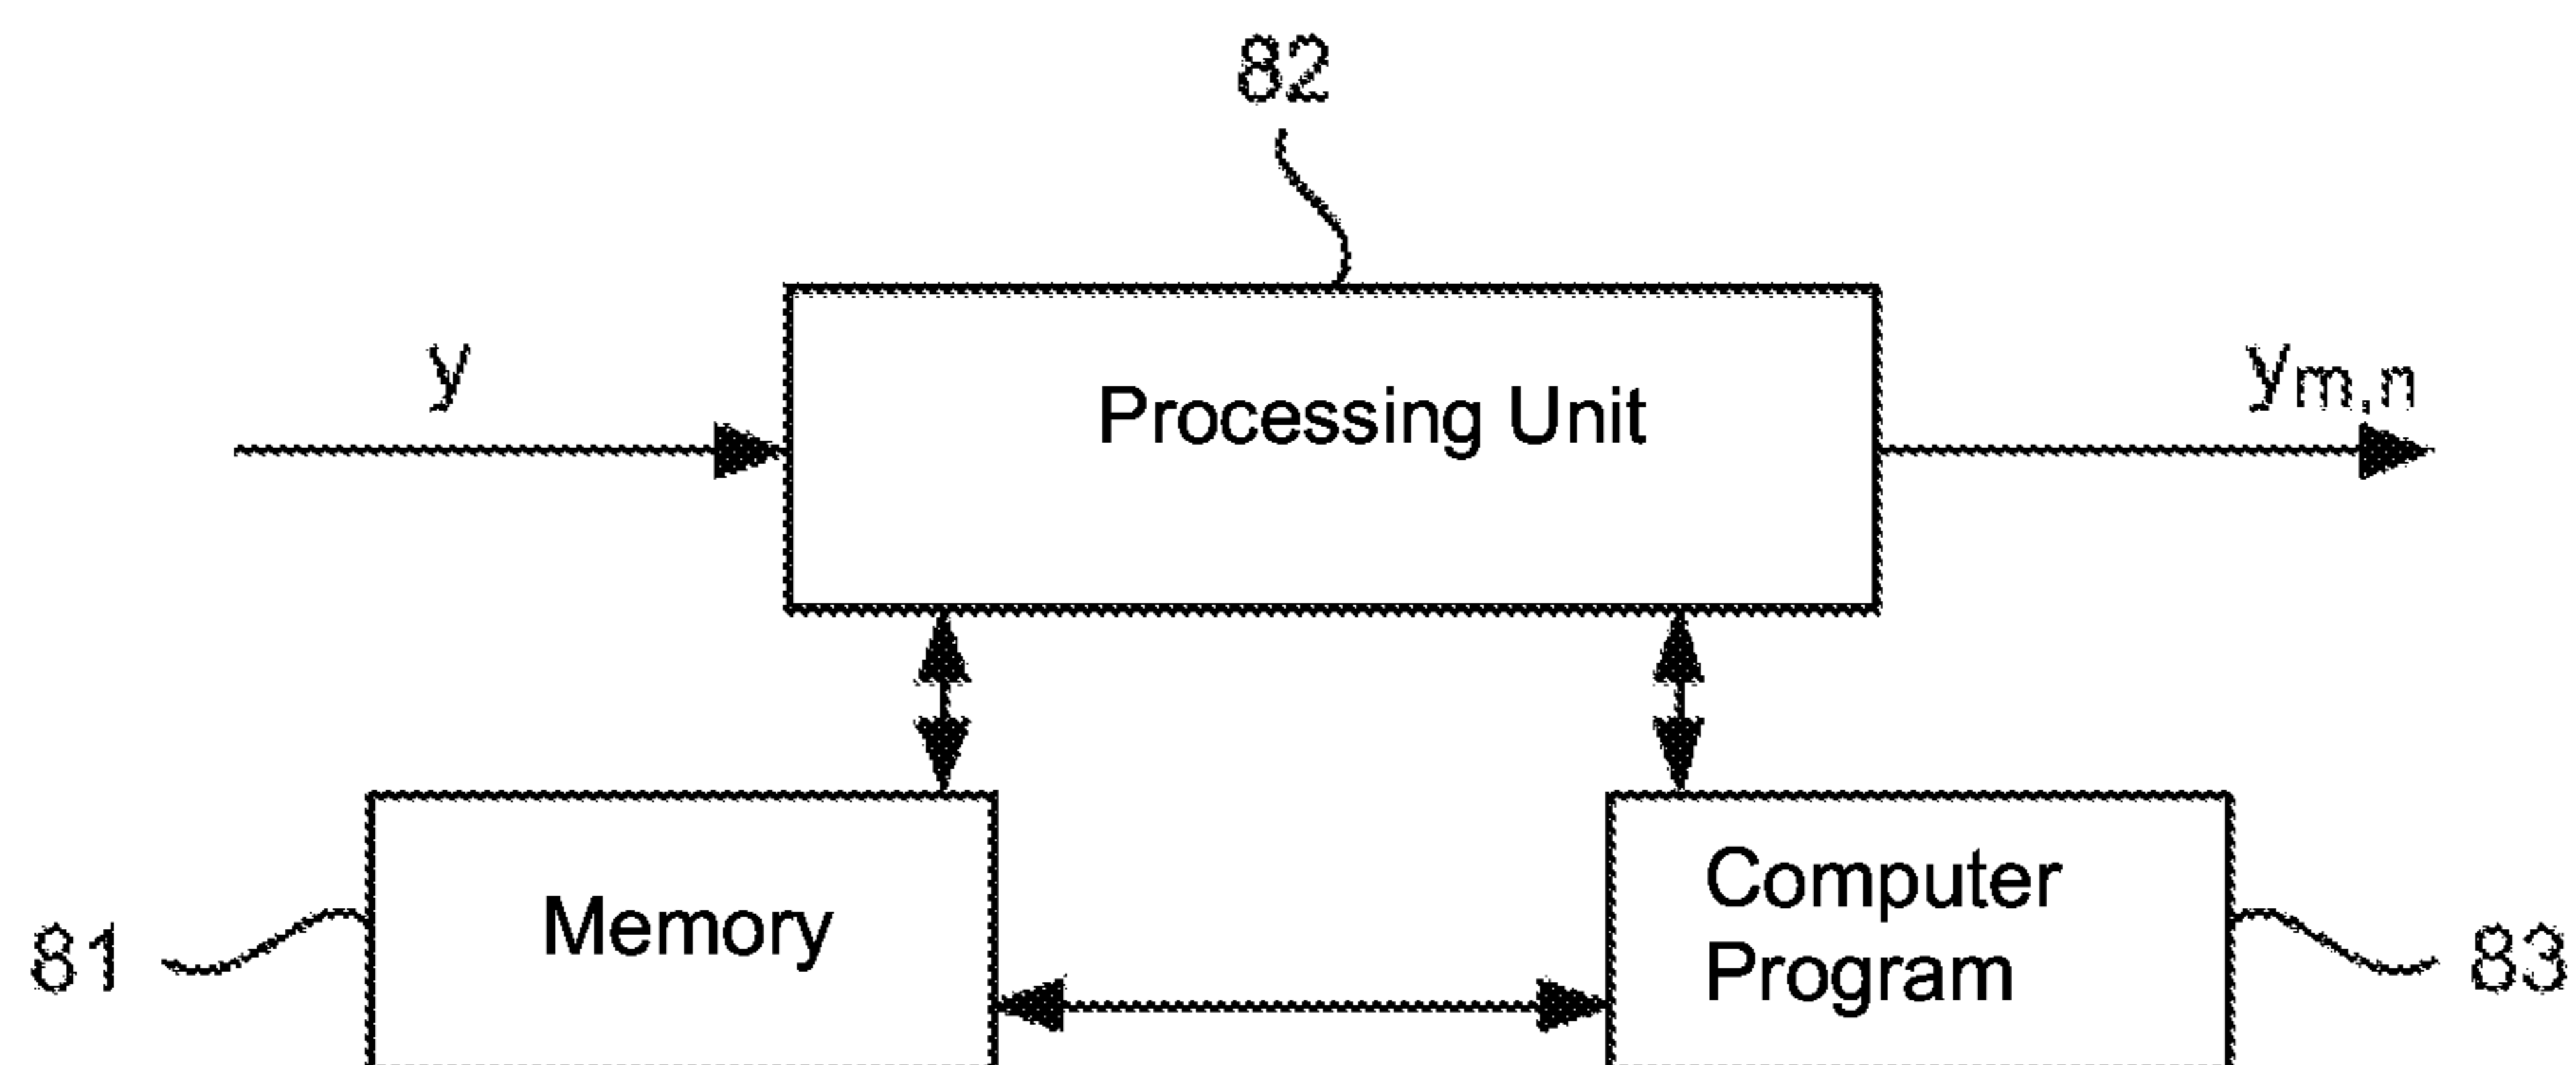 82
y
Processing Unit
ym,n
81
Memory
Computer
Program
83